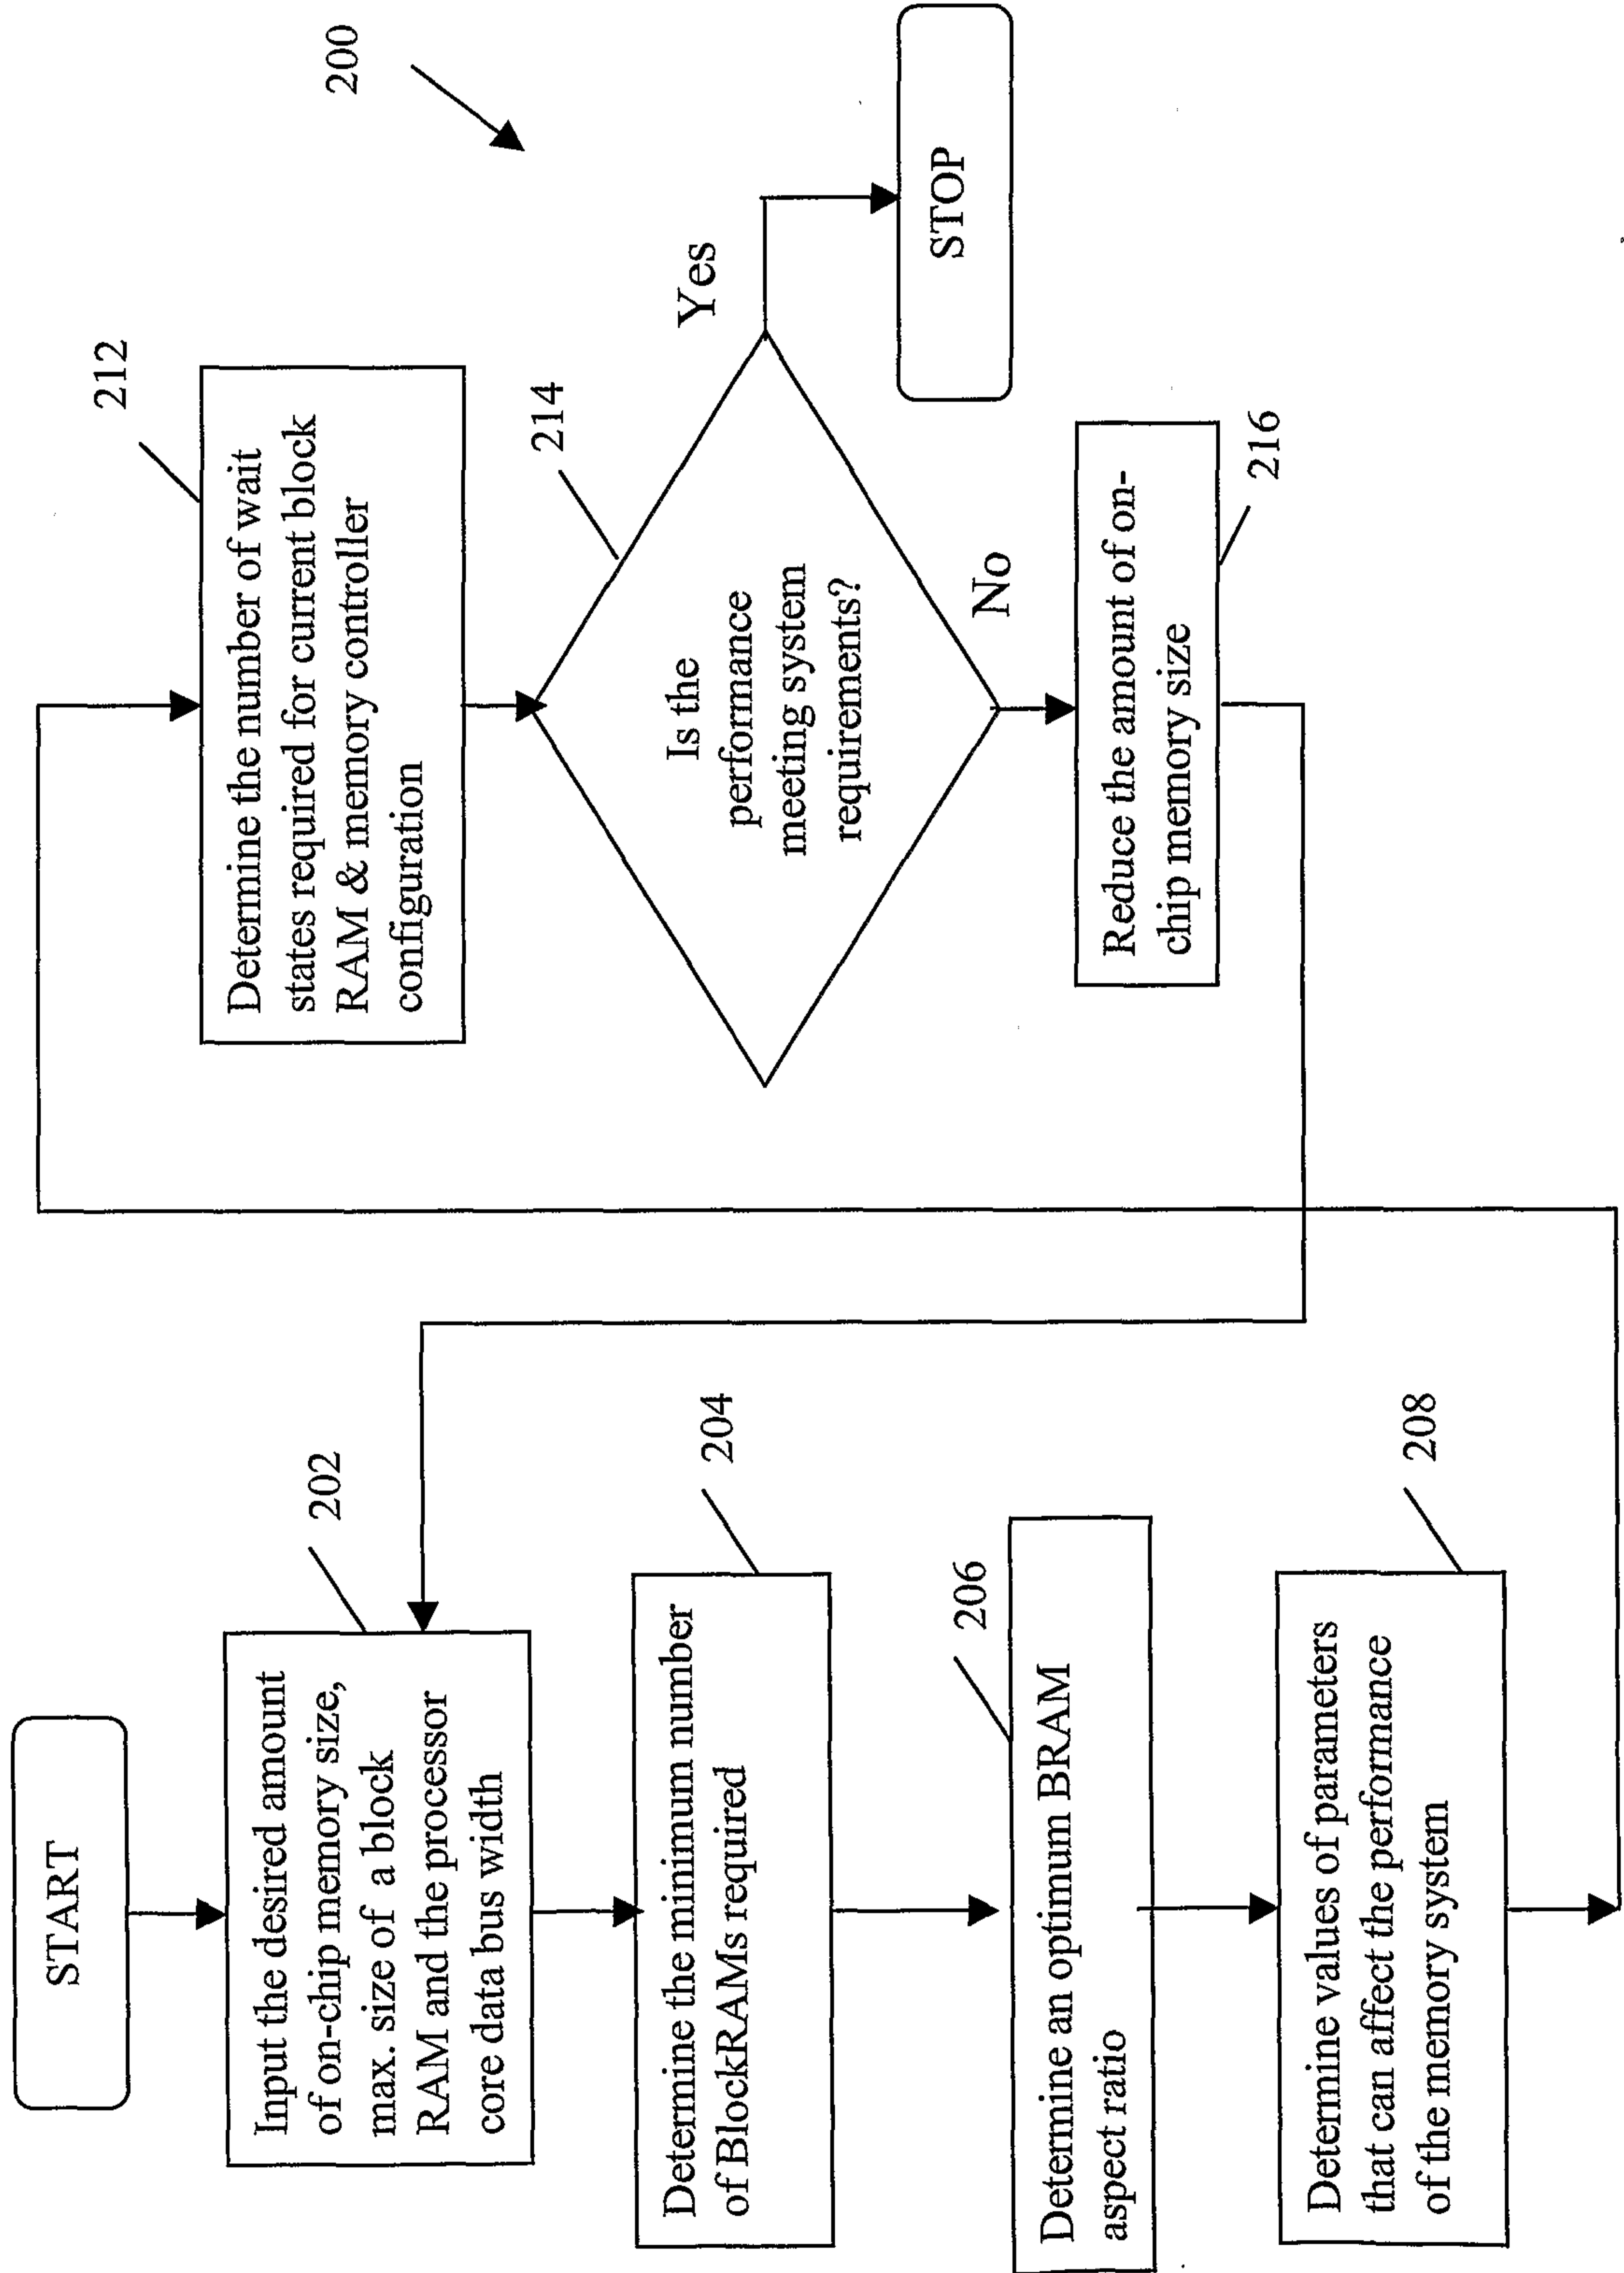 START
202
Input the desired amount
of on-chip memory size,
max. size of a block
RAM and the processor
core data bus width
204
Determine the minimum number
of BlockRAMs required
206
Determine an optimum BRAM
aspect ratio
208
Determine values of parameters
that can affect the performance
of the memory system
212
Determine the number of wait
states required for current block
RAM & memory controller
configuration
214
Is the
performance
meeting system
requirements?
Yes
No
STOP
Reduce the amount of on-
chip memory size
216
200